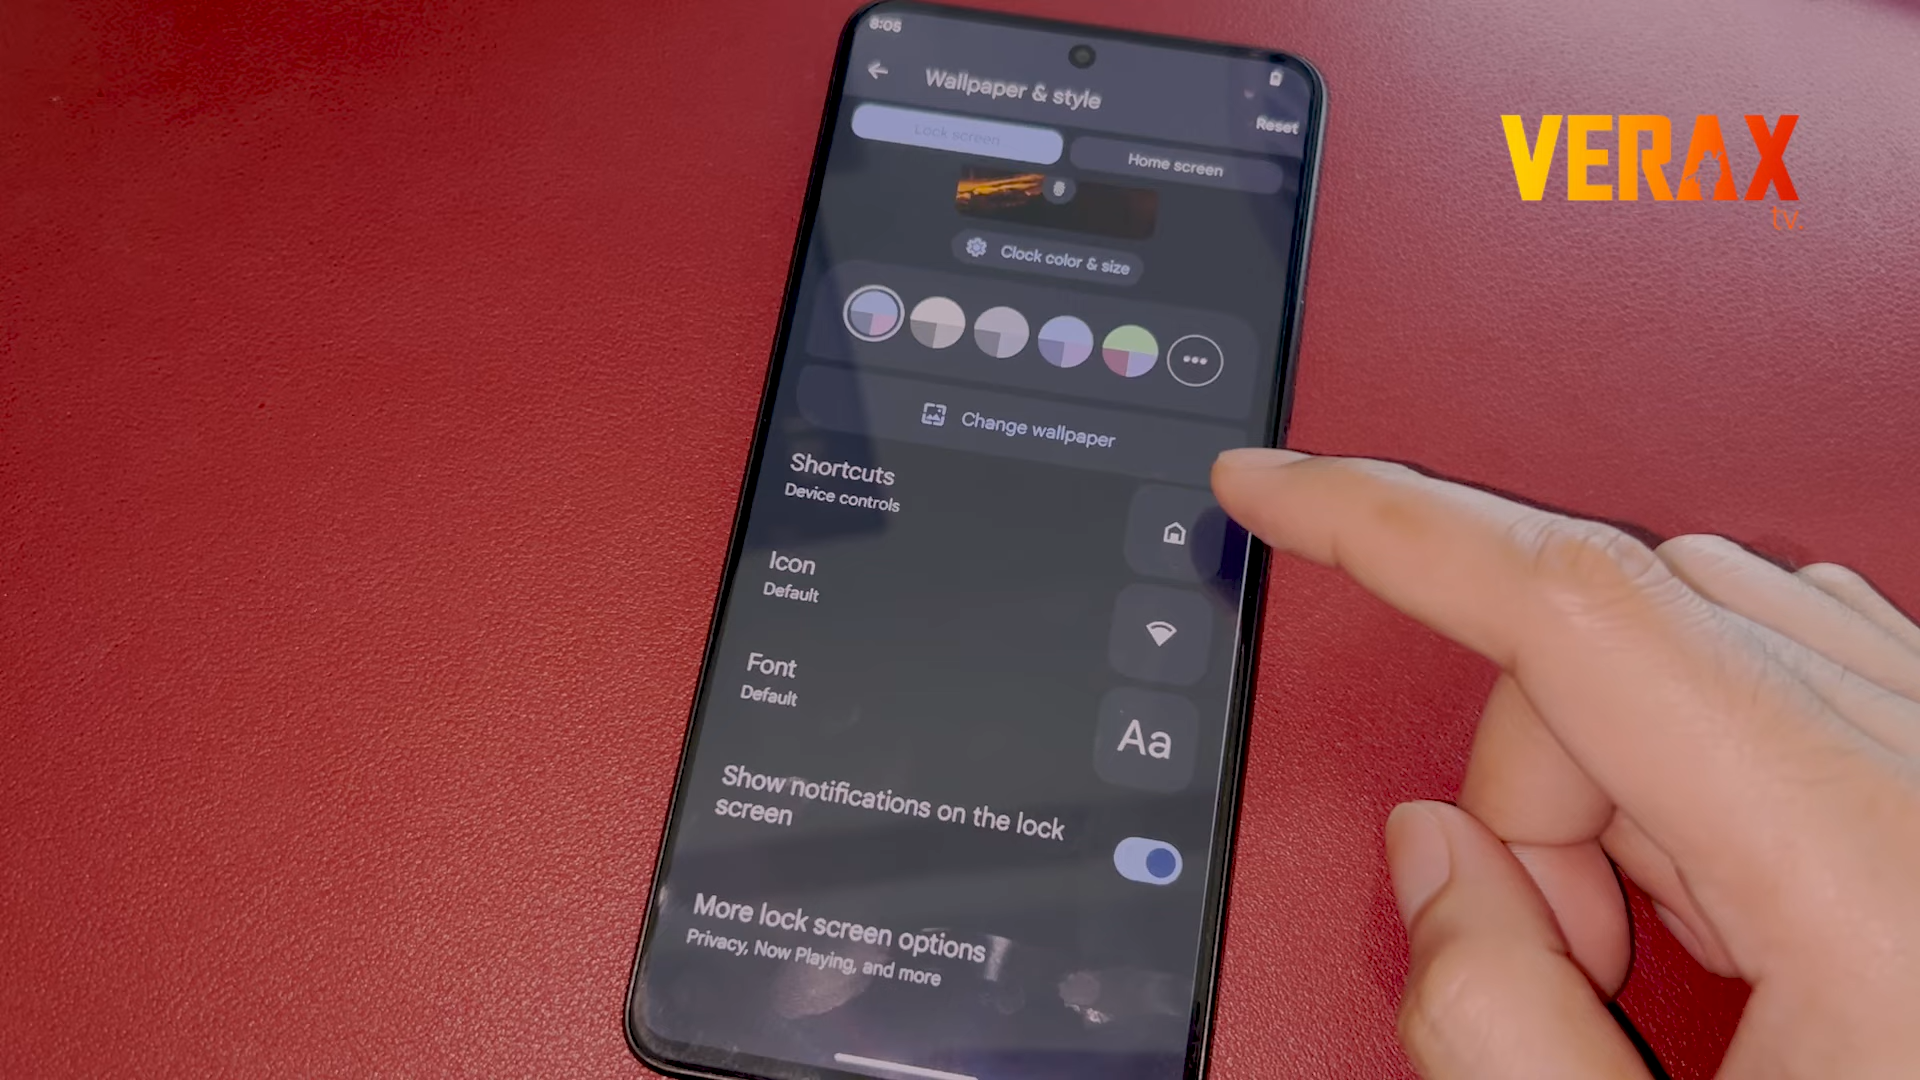 8:05
Wallpaper & style
Reset
Lock screen
Home screen
Clock color & size
Change wallpaper
Shortcuts
Device controls
Icon
Default
Font
Default
Aa
Show notifications on the lock
screen
More lock screen options
Privacy, Now Playing, and more
VERAX
tv.